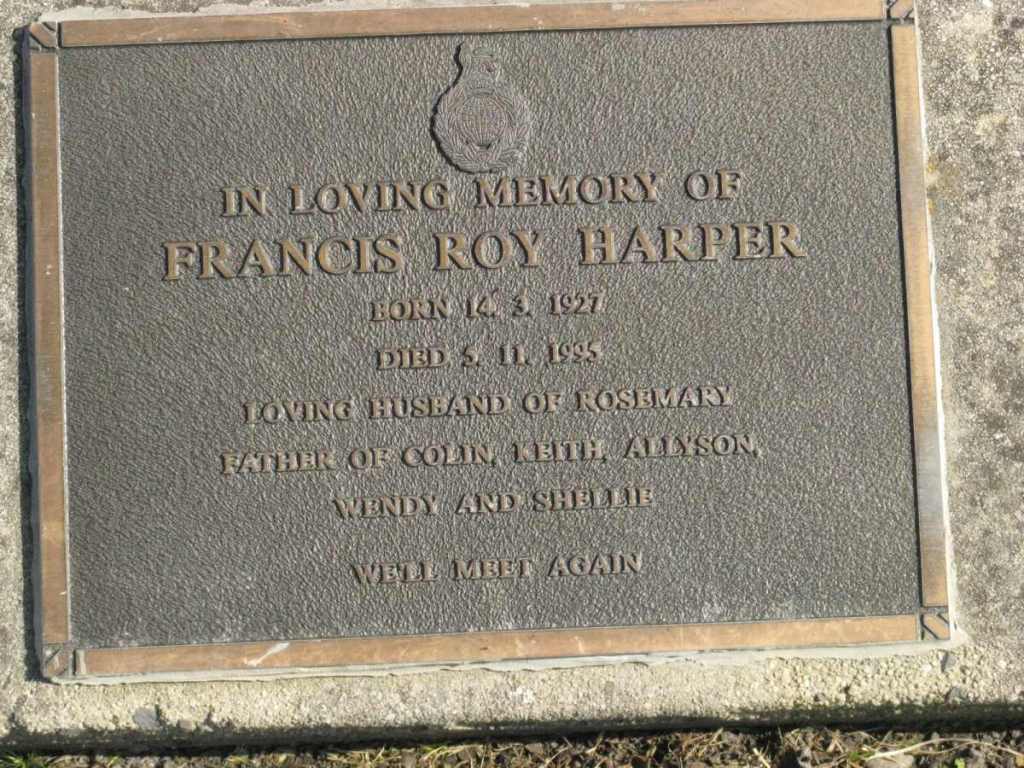 IN LOVING MEMORY OF
FRANCIS ROY HARPER
BORN 14. 3. 1927
DIED 5. 11. 1995
LOVING HUSBAND OF ROSEMARY
FATHER OF COLIN, KEITH, ALLYSON,
WENDY AND SHELLIE
WE'LL MEET AGAIN